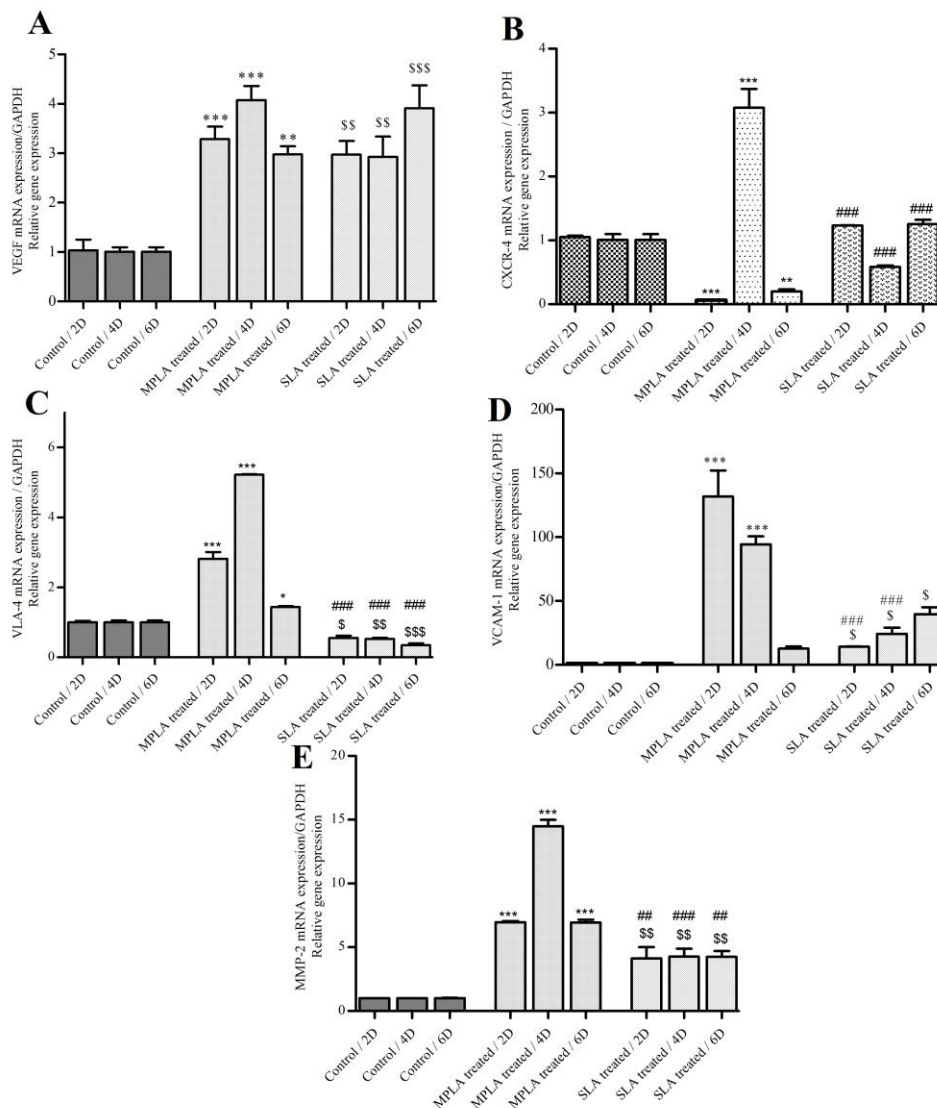 A
VEGF mRNA expression/GAPDH
Relative gene expression
5
4
3
2
1
0
***
***
**
$$
$$
$$$
Control / 2D
Control / 4D
Control / 6D
MPLA treated / 2D
MPLA treated / 4D
MPLA treated / 6D
SLA treated / 2D
SLA treated / 4D
SLA treated / 6D
B
CXCR-4 mRNA expression / GAPDH
Relative gene expression
4
3
2
1
0
***
***
**
###
###
###
Control / 2D
Control / 4D
Control / 6D
MPLA treated / 2D
MPLA treated / 4D
MPLA treated / 6D
SLA treated / 2D
SLA treated / 4D
SLA treated / 6D
C
VLA-4 mRNA expression / GAPDH
Relative gene expression
6
4
2
0
***
***
*
### ### ###
$ $$ $$$
Control / 2D
Control / 4D
Control / 6D
MPLA treated / 2D
MPLA treated / 4D
MPLA treated / 6D
SLA treated / 2D
SLA treated / 4D
SLA treated / 6D
D
VCAM-1 mRNA expression/GAPDH
Relative gene expression
200
150
100
50
0
***
***
###
$
###
$
$
Control / 2D
Control / 4D
Control / 6D
MPLA treated / 2D
MPLA treated / 4D
MPLA treated / 6D
SLA treated / 2D
SLA treated / 4D
SLA treated / 6D
E
MMP-2 mRNA expression/GAPDH
Relative gene expression
20
15
10
5
0
***
***
***
## ### ##
$$ $$ $$
Control / 2D
Control / 4D
Control / 6D
MPLA treated / 2D
MPLA treated / 4D
MPLA treated / 6D
SLA treated / 2D
SLA treated / 4D
SLA treated / 6D